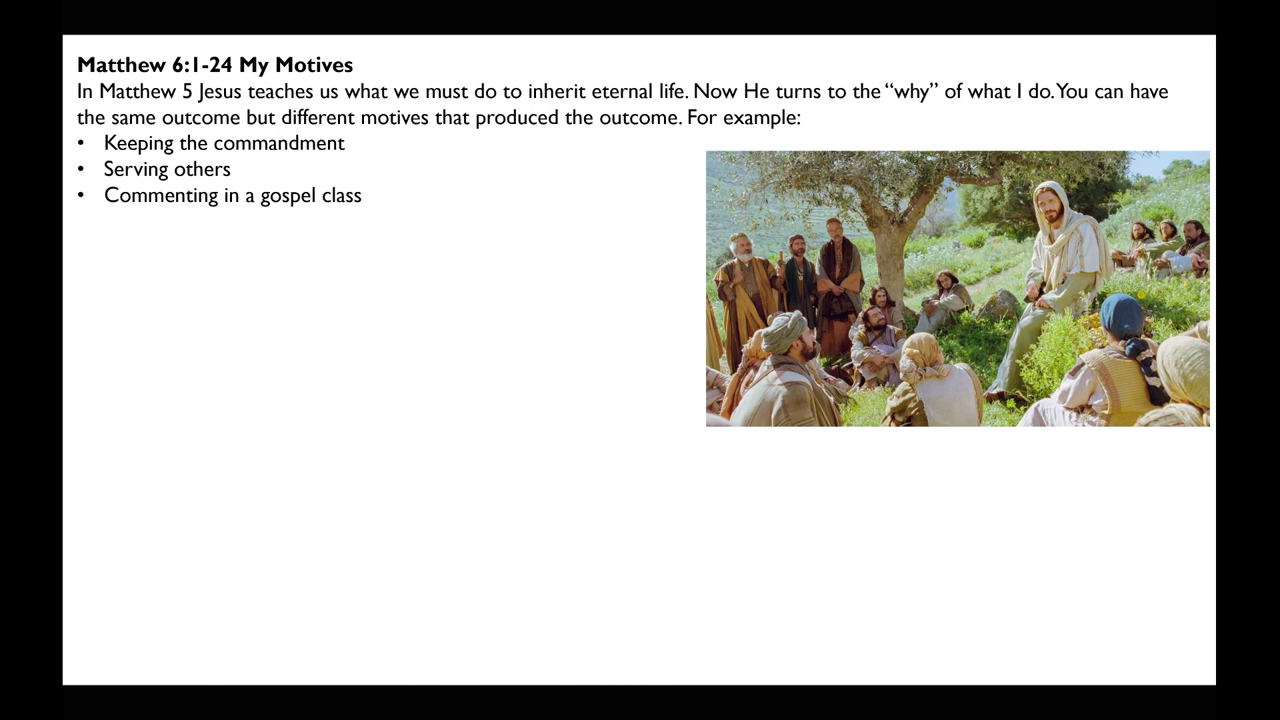 Matthew 6:1-24 My Motives
In Matthew 5 Jesus teaches us what we must do to inherit eternal life. Now He turns to the “why” of what I do. You can have
the same outcome but different motives that produced the outcome. For example:
• Keeping the commandment
• Serving others
• Commenting in a gospel class